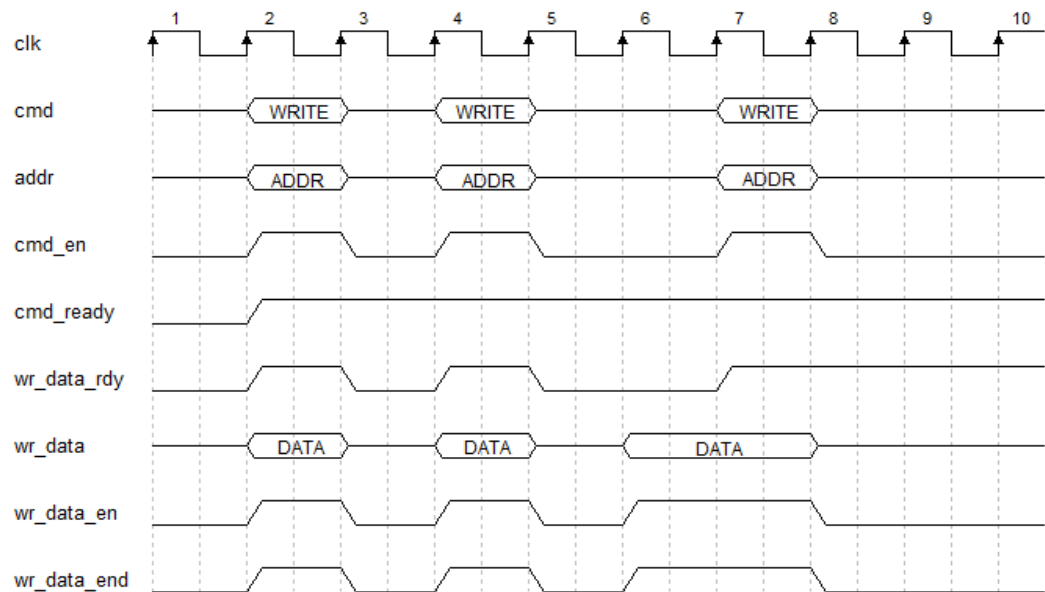 1 2 3 4 5 6 7 8 9 10
clk
cmd WRITE WRITE WRITE
addr ADDR ADDR ADDR
cmd_en
cmd_ready
wr_data_rdy
wr_data DATA DATA DATA
wr_data_en
wr_data_end